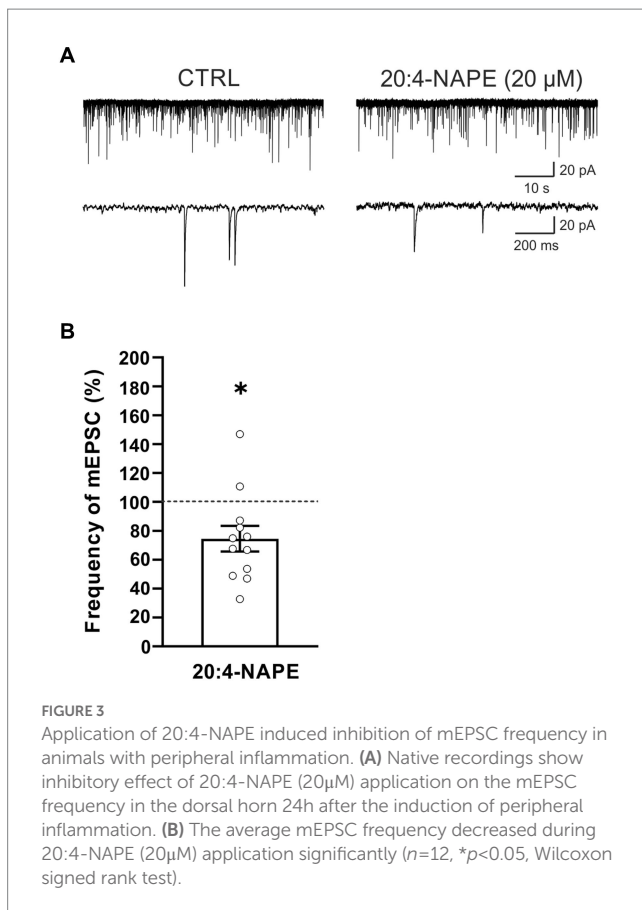 A
CTRL
20:4-NAPE (20 µM)
20 pA
10 s
20 pA
200 ms
B
Frequency of mEPSC (%)
200
180
160
140
120
100
80
60
40
20
0
*
20:4-NAPE
FIGURE 3
Application of 20:4-NAPE induced inhibition of mEPSC frequency in
animals with peripheral inflammation. (A) Native recordings show
inhibitory effect of 20:4-NAPE (20μM) application on the mEPSC
frequency in the dorsal horn 24h after the induction of peripheral
inflammation. (B) The average mEPSC frequency decreased during
20:4-NAPE (20μM) application significantly (n=12, *p<0.05, Wilcoxon
signed rank test).